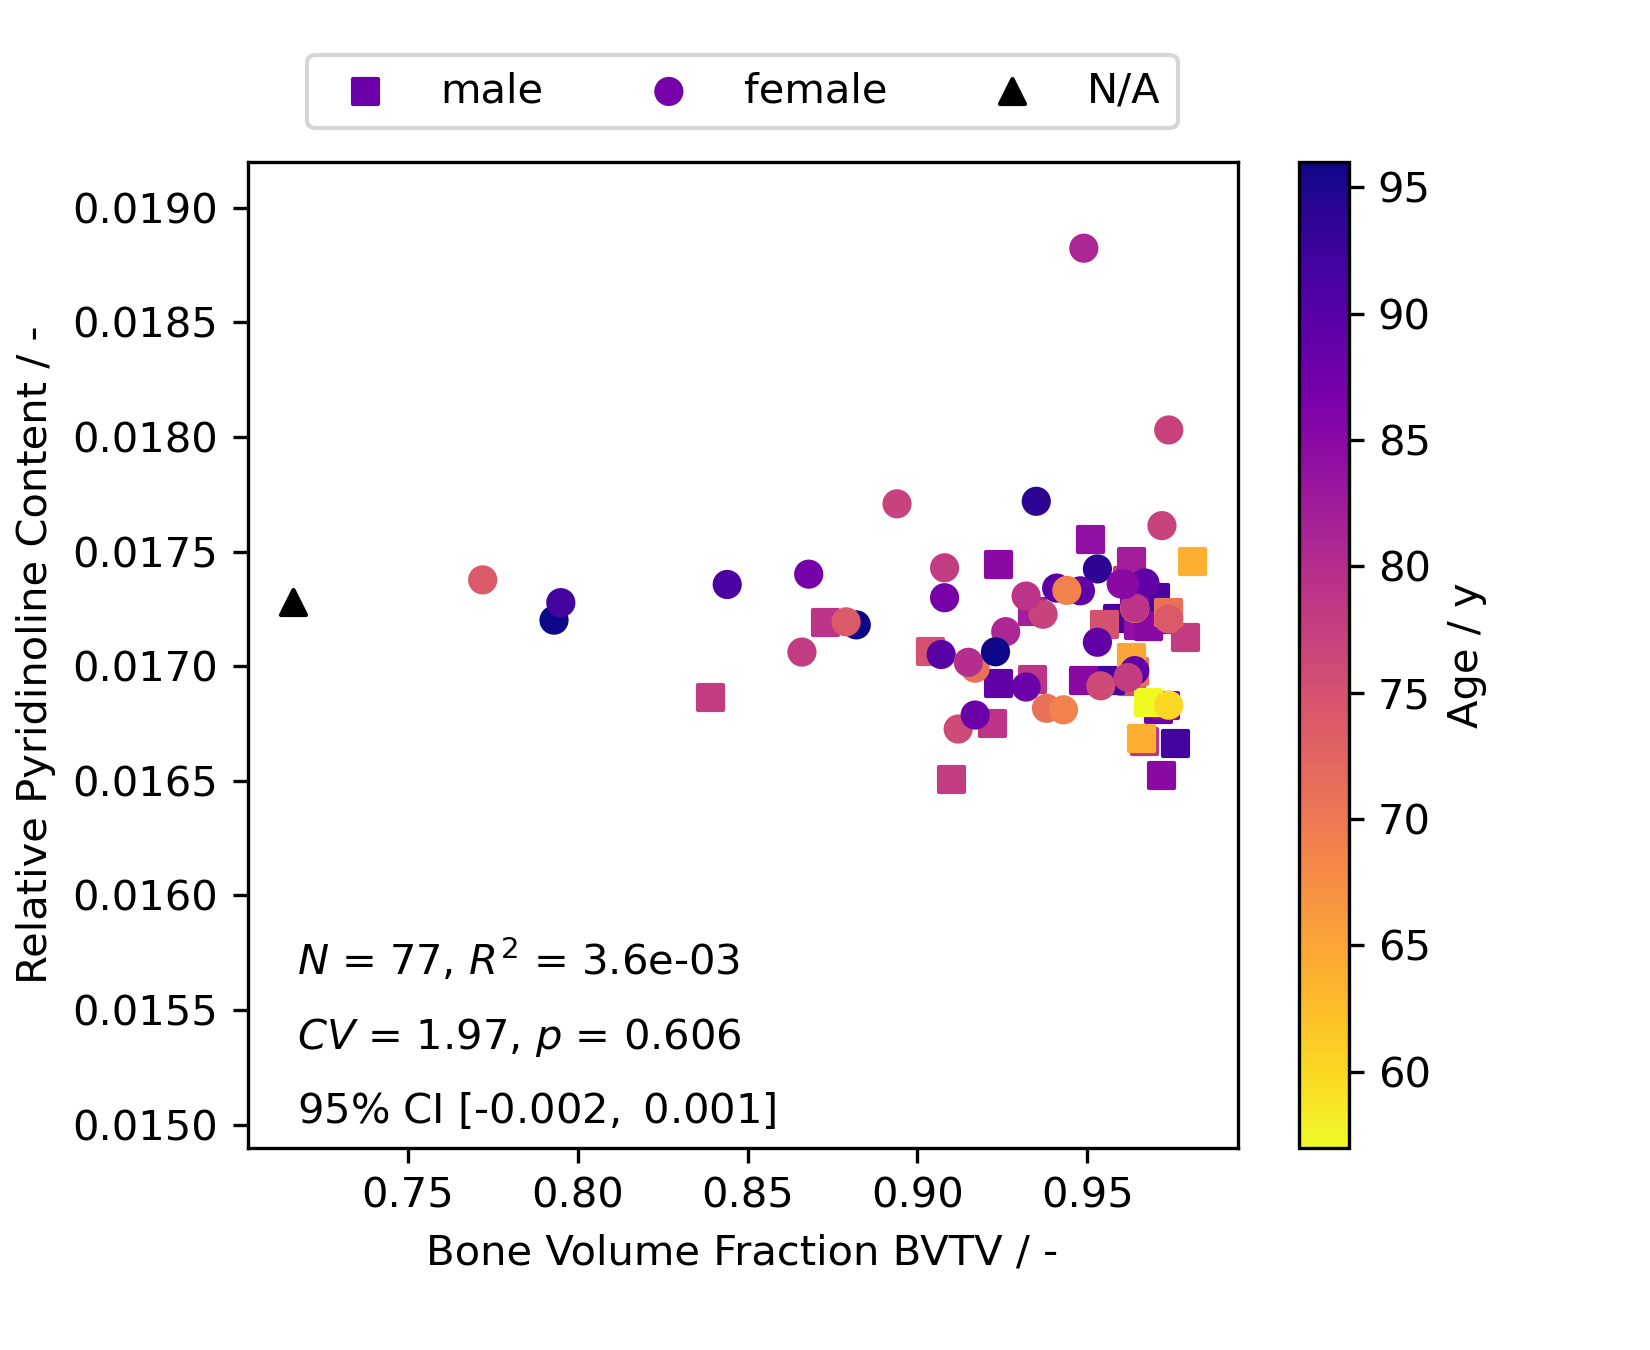 male female N/A
0.0190
0.0185
0.0180
0.0175
0.0170
0.0165
0.0160
0.0155
0.0150
Relative Pyridinoline Content / -
N = 77, R² = 3.6e-03
CV = 1.97, p = 0.606
95% CI [-0.002, 0.001]
0.75 0.80 0.85 0.90 0.95
Bone Volume Fraction BVTV / -
95
90
85
80
75
70
65
60
Age / y